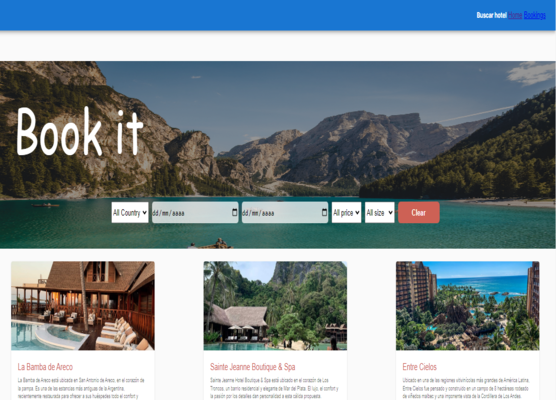 Buscar hotel Home Bookings
Book it
All Country dd/mm/aaaa dd/mm/aaaa All price All size Clear
La Bamba de Areco
La Bamba de Areco está ubicada en San Antonio de Areco, en el corazón de
la pampa. Es una de las estancias más antiguas de la Argentina,
recientemente restaurada para ofrecer a sus huéspedes todo el confort y
Sainte Jeanne Boutique & Spa
Sainte Jeanne Hotel Boutique & Spa está ubicado en el corazón de Los
Troncos, un barrio residencial y elegante de Mar del Plata. El lujo, el confort y
la pasión por los detalles son personalidad a esta cálida propuesta.
Entre Cielos
Ubicado en una de las regiones vitivinícolas más grandes de América Latina.
Entre Cielos fue pensado y construido en un campo de 8 hectáreas rodeado
de viñedos malbec y una imponente vista de la Cordillera de Los Andes.